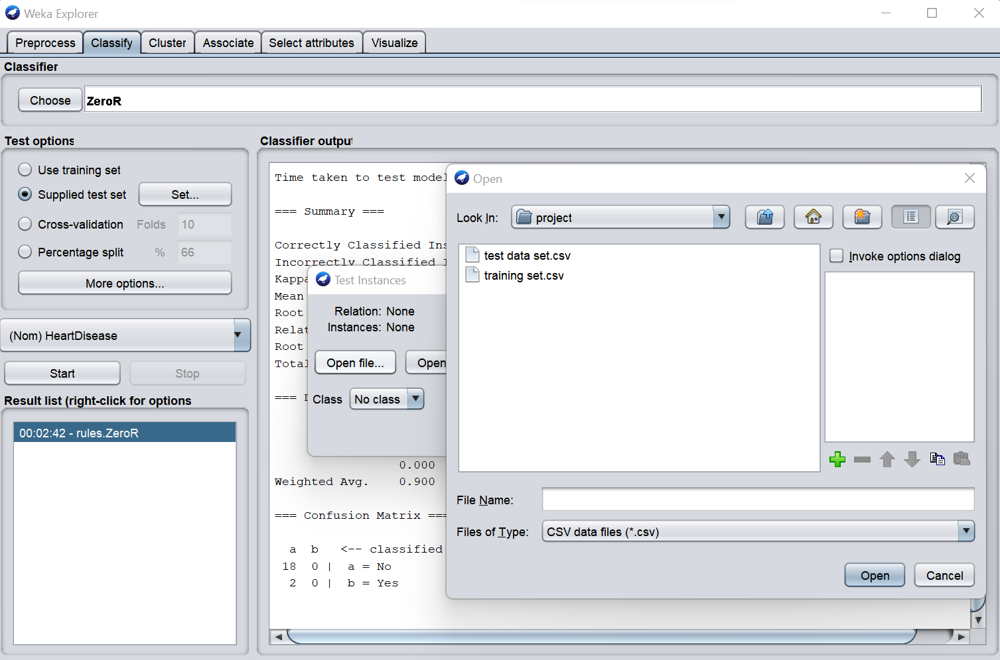 Weka Explorer
Preprocess Classify Cluster Associate Select attributes Visualize
Classifier
Choose ZeroR
Test options
Use training set
Supplied test set Set...
Cross-validation Folds 10
Percentage split % 66
More options...
(Nom) HeartDisease
Start Stop
Result list (right-click for options
00:02:42 - rules.ZeroR
Classifier output
Time taken to test model
=== Summary ===
Correctly Classified Ins
Incorrectly Classified I
Kappa
Mean
Root
Relat
Root
Total
=== D
0.000
Weighted Avg. 0.900
=== Confusion Matrix ===
a b <-- classified
18 0 | a = No
2 0 | b = Yes
Test Instances
Relation: None
Instances: None
Open file... Open
Class No class
Open
Look In: project
test data set.csv
training set.csv
Invoke options dialog
File Name:
Files of Type: CSV data files (*.csv)
Open Cancel